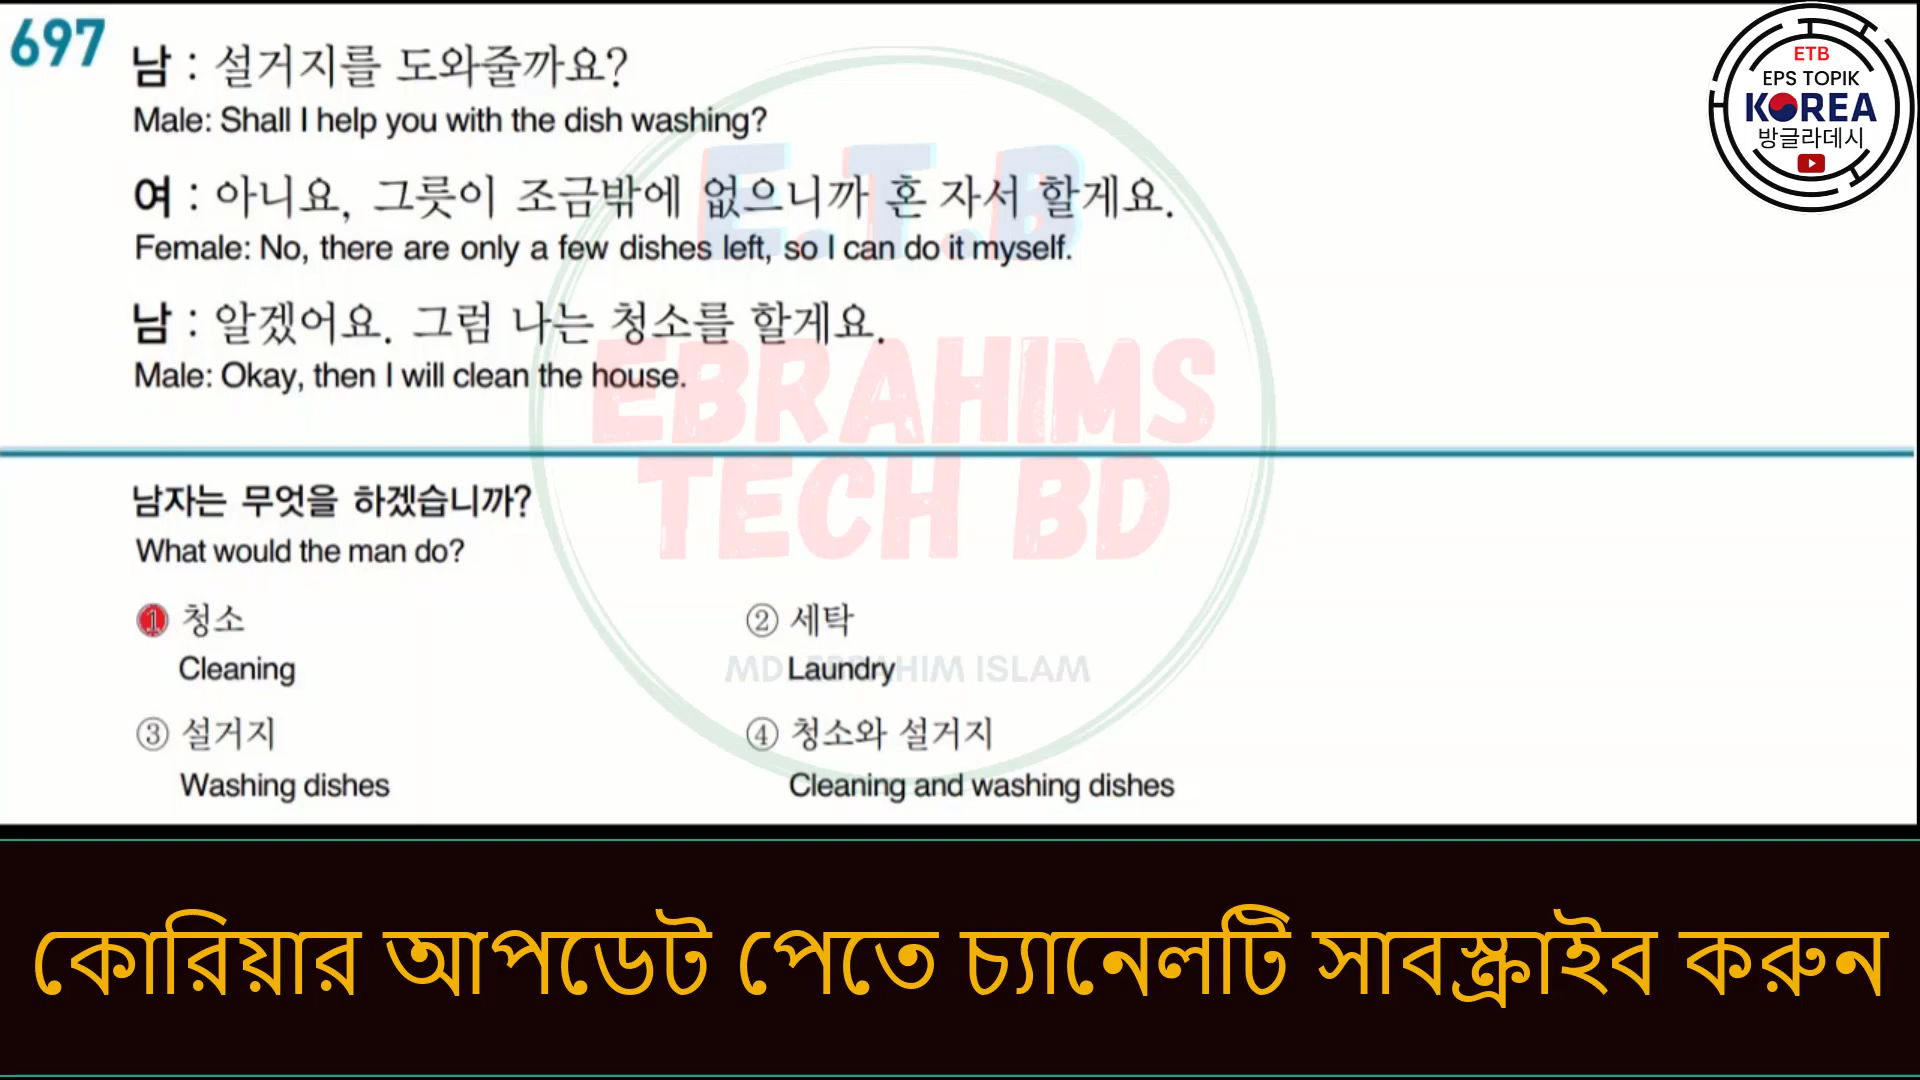 697
남 : 설거지를 도와줄까요?
Male: Shall I help you with the dish washing?
여 : 아니요, 그릇이 조금밖에 없으니까 혼 자서 할게요.
Female: No, there are only a few dishes left, so I can do it myself.
남 : 알겠어요. 그럼 나는 청소를 할게요.
Male: Okay, then I will clean the house.
남자는 무엇을 하겠습니까?
What would the man do?
① 청소
Cleaning
② 세탁
Laundry
③ 설거지
Washing dishes
④ 청소와 설거지
Cleaning and washing dishes
ETB
EPS TOPIK
KOREA
방글라데시
E.T.B
EBRAHIMS
TECH BD
MD. EBRAHIM ISLAM
কোরিয়ার আপডেট পেতে চ্যানেলটি সাবস্ক্রাইব করুন